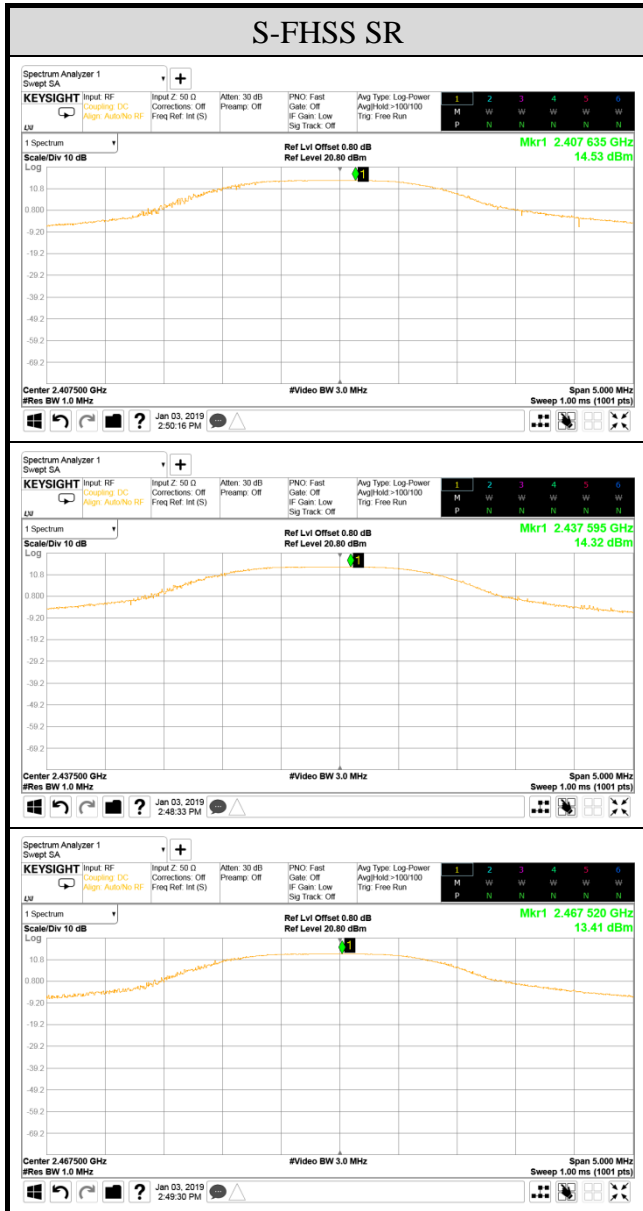 S-FHSS SR
Spectrum Analyzer 1
Swept SA
+
KEYSIGHT Input: RF Input Z: 50 Ω Atten: 30 dB PNO: Fast Avg Type: Log-Power 1 2 3 4 5 6
Coupling: DC Corrections: Off Preamp: Off Gate: Off Avg|Hold:>100/100 M W W W W W
Align: Auto/No RF Freq Ref: Int (S) IF Gain: Low Trig: Free Run
Sig Track: Off P N N N N N
LXI
1 Spectrum
Ref Lvl Offset 0.80 dB Mkr1 2.407 635 GHz
Scale/Div 10 dB Ref Level 20.80 dBm 14.53 dBm
Log
1
10.8
0.800
-9.20
-19.2
-29.2
-39.2
-49.2
-59.2
-69.2
Center 2.407500 GHz #Video BW 3.0 MHz Span 5.000 MHz
#Res BW 1.0 MHz Sweep 1.00 ms (1001 pts)
? Jan 03, 2019
2:50:16 PM
Spectrum Analyzer 1
Swept SA
+
KEYSIGHT Input: RF Input Z: 50 Ω Atten: 30 dB PNO: Fast Avg Type: Log-Power 1 2 3 4 5 6
Coupling: DC Corrections: Off Preamp: Off Gate: Off Avg|Hold:>100/100 M W W W W W
Align: Auto/No RF Freq Ref: Int (S) IF Gain: Low Trig: Free Run
Sig Track: Off P N N N N N
LXI
1 Spectrum
Ref Lvl Offset 0.80 dB Mkr1 2.437 595 GHz
Scale/Div 10 dB Ref Level 20.80 dBm 14.32 dBm
Log
1
10.8
0.800
-9.20
-19.2
-29.2
-39.2
-49.2
-59.2
-69.2
Center 2.437500 GHz #Video BW 3.0 MHz Span 5.000 MHz
#Res BW 1.0 MHz Sweep 1.00 ms (1001 pts)
? Jan 03, 2019
2:48:33 PM
Spectrum Analyzer 1
Swept SA
+
KEYSIGHT Input: RF Input Z: 50 Ω Atten: 30 dB PNO: Fast Avg Type: Log-Power 1 2 3 4 5 6
Coupling: DC Corrections: Off Preamp: Off Gate: Off Avg|Hold:>100/100 M W W W W W
Align: Auto/No RF Freq Ref: Int (S) IF Gain: Low Trig: Free Run
Sig Track: Off P N N N N N
LXI
1 Spectrum
Ref Lvl Offset 0.80 dB Mkr1 2.467 520 GHz
Scale/Div 10 dB Ref Level 20.80 dBm 13.41 dBm
Log
1
10.8
0.800
-9.20
-19.2
-29.2
-39.2
-49.2
-59.2
-69.2
Center 2.467500 GHz #Video BW 3.0 MHz Span 5.000 MHz
#Res BW 1.0 MHz Sweep 1.00 ms (1001 pts)
? Jan 03, 2019
2:49:30 PM